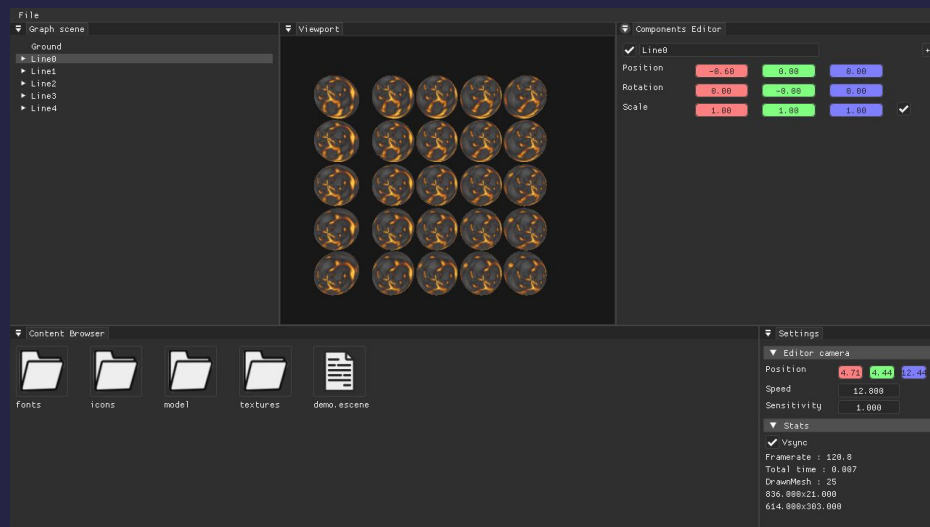 File
Graph scene
Viewport
Components Editor
Ground
Line0
Line1
Line2
Line3
Line4
Line0
+
Position -0.60 0.00 0.00
Rotation 0.00 -0.00 0.00
Scale 1.00 1.00 1.00
Content Browser
fonts icons model textures demo.escene
Settings
Editor camera
Position 4.71 4.44 12.44
Speed 12.800
Sensitivity 1.000
Stats
Vsync
Framerate : 120.8
Total time : 0.007
DrawnMesh : 25
836.000x21.000
614.000x303.000